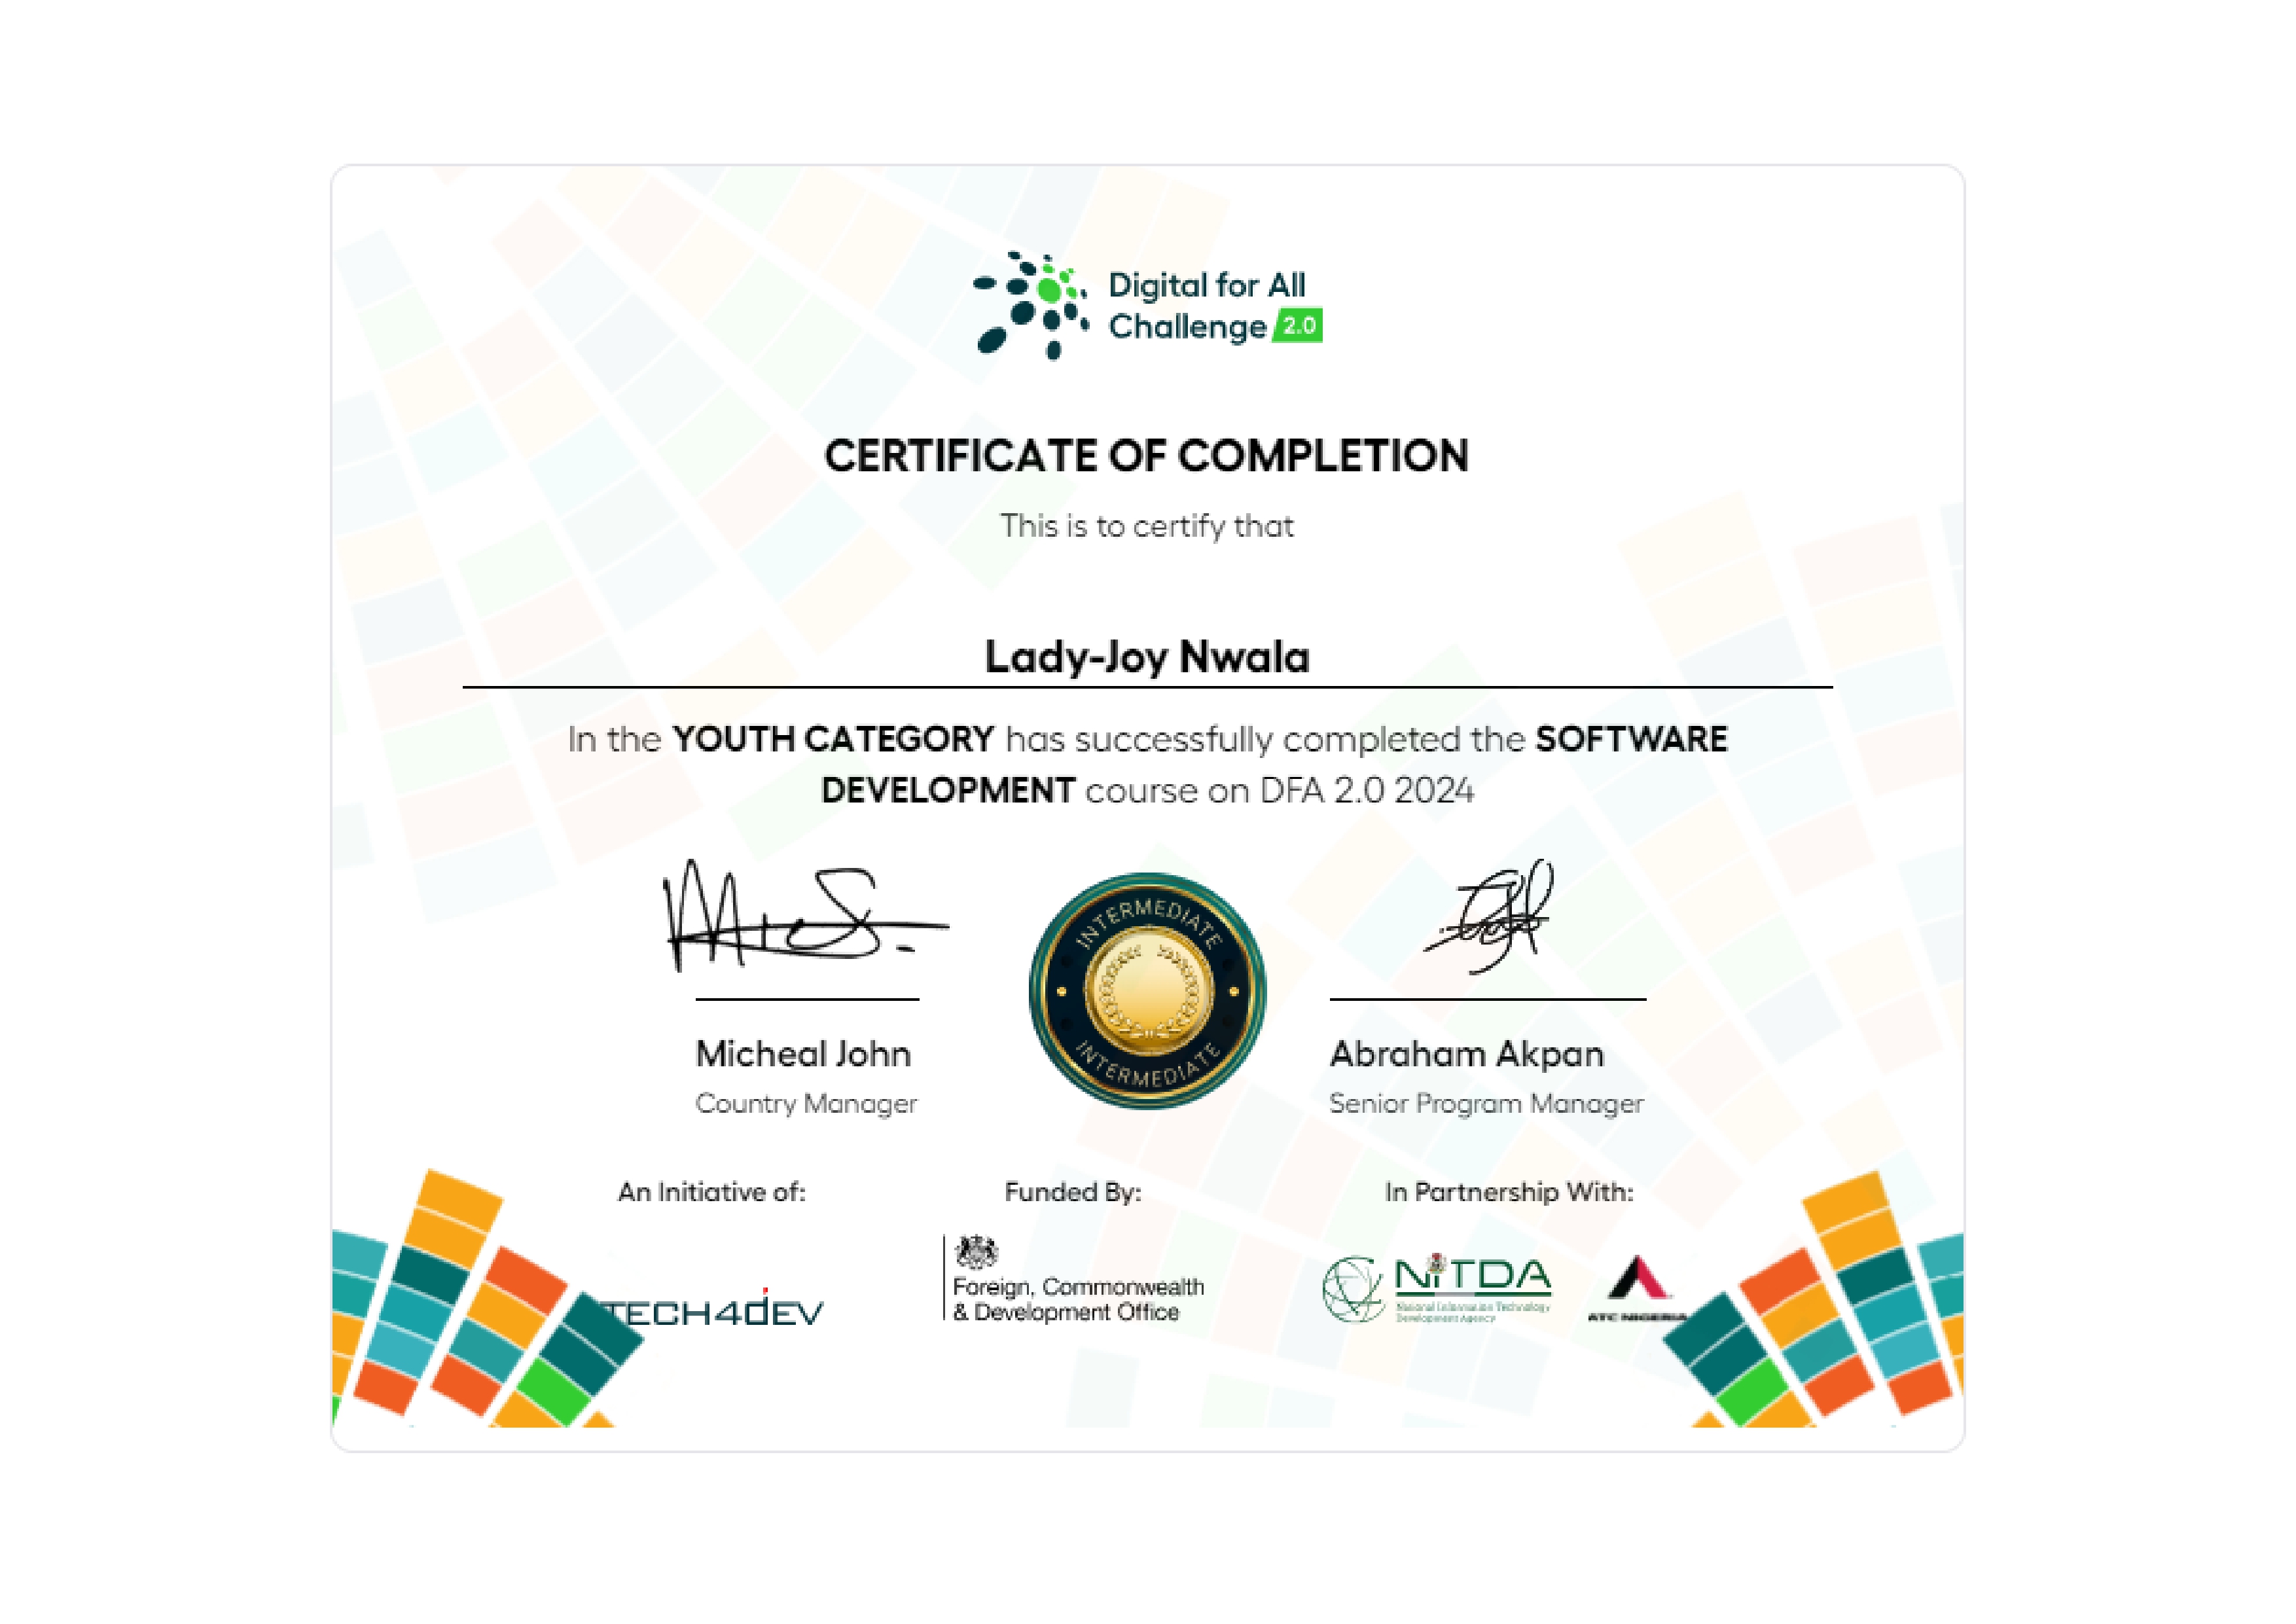 Digital for All
Challenge 2.0
CERTIFICATE OF COMPLETION
This is to certify that
Lady-Joy Nwala
In the YOUTH CATEGORY has successfully completed the SOFTWARE
DEVELOPMENT course on DFA 2.0 2024
INTERMEDIATE
INTERMEDIATE
Micheal John
Abraham Akpan
Country Manager
Senior Program Manager
An Initiative of:
Funded By:
In Partnership With:
TECH4DEV
Foreign, Commonwealth
& Development Office
NiTDA
National Information Technology
Development Agency
ATC NIGERIA